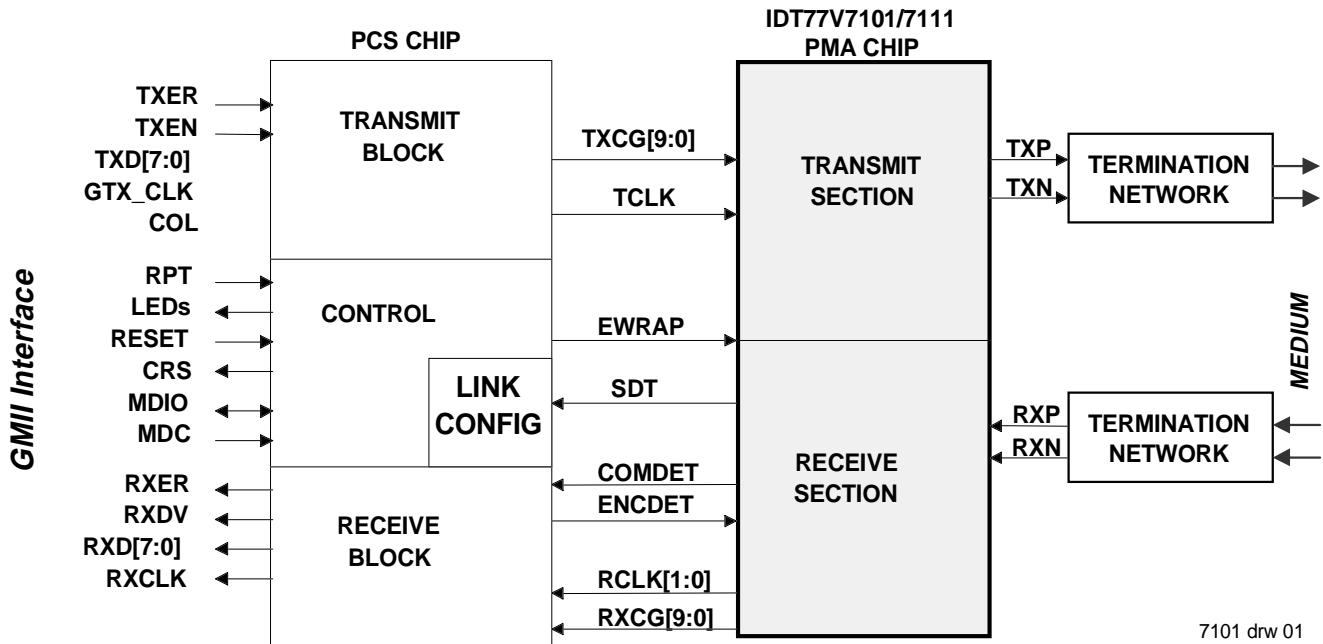 IDT77V7101/7111
PMA CHIP
PCS CHIP
TXER
TXEN
TXD[7:0]
GTX_CLK
COL
TRANSMIT
BLOCK
TXCG[9:0]
TCLK
TRANSMIT
SECTION
TXP
TXN
TERMINATION
NETWORK
GMII Interface
RPT
LEDs
RESET
CRS
MDIO
MDC
CONTROL
LINK
CONFIG
EWRAP
SDT
MEDIUM
RXP
RXN
TERMINATION
NETWORK
RXER
RXDV
RXD[7:0]
RXCLK
RECEIVE
BLOCK
COMDET
ENCDET
RCLK[1:0]
RXCG[9:0]
RECEIVE
SECTION
7101 drw 01